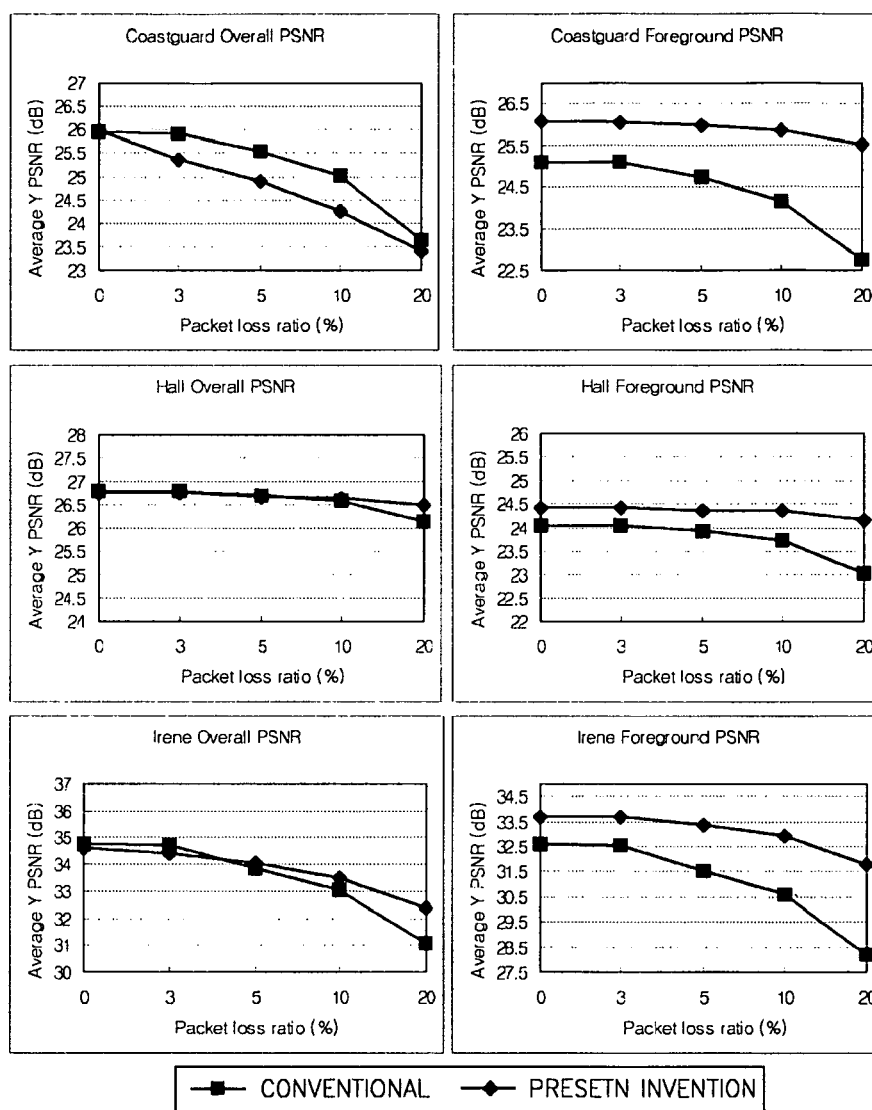 Coastguard Overall PSNR
Average Y PSNR (dB)
27
26.5
26
25.5
25
24.5
24
23.5
23
0 3 5 10 20
Packet loss ratio (%)
Coastguard Foreground PSNR
Average Y PSNR (dB)
26.5
25.5
24.5
23.5
22.5
0 3 5 10 20
Packet loss ratio (%)
Hall Overall PSNR
Average Y PSNR (dB)
28
27.5
27
26.5
26
25.5
25
24.5
24
0 3 5 10 20
Packet loss ratio (%)
Hall Foreground PSNR
Average Y PSNR (dB)
26
25.5
25
24.5
24
23.5
23
22.5
22
0 3 5 10 20
Packet loss ratio (%)
Irene Overall PSNR
Average Y PSNR (dB)
37
36
35
34
33
32
31
30
0 3 5 10 20
Packet loss ratio (%)
Irene Foreground PSNR
Average Y PSNR (dB)
34.5
33.5
32.5
31.5
30.5
29.5
28.5
27.5
0 3 5 10 20
Packet loss ratio (%)
CONVENTIONAL PRESETN INVENTION